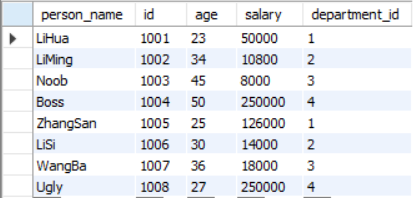 person_name id age salary department_id
LiHua 1001 23 50000 1
LiMing 1002 34 10800 2
Noob 1003 45 8000 3
Boss 1004 50 250000 4
ZhangSan 1005 25 126000 1
LiSi 1006 30 14000 2
WangBa 1007 36 18000 3
Ugly 1008 27 250000 4